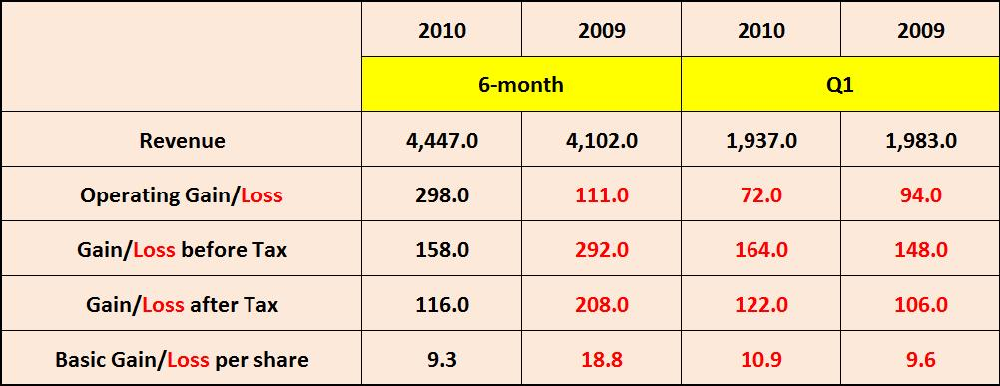 2010 2009 2010 2009
6-month Q1
Revenue 4,447.0 4,102.0 1,937.0 1,983.0
Operating Gain/Loss 298.0 111.0 72.0 94.0
Gain/Loss before Tax 158.0 292.0 164.0 148.0
Gain/Loss after Tax 116.0 208.0 122.0 106.0
Basic Gain/Loss per share 9.3 18.8 10.9 9.6